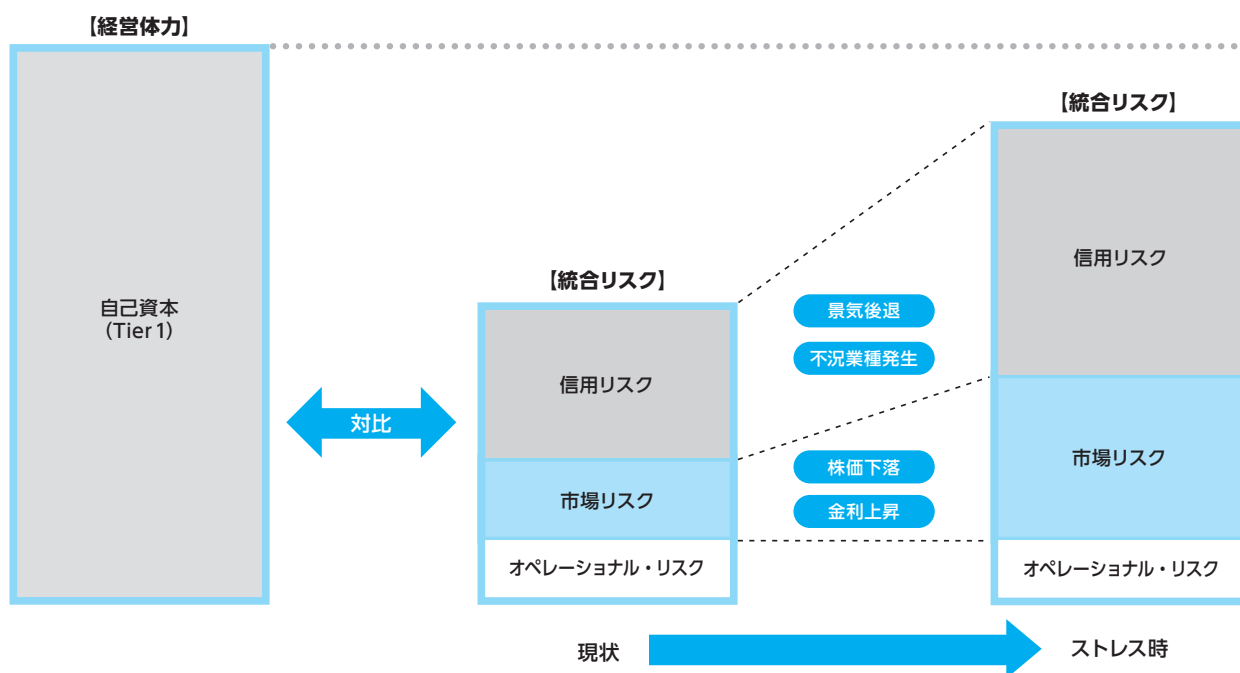 【経営体力】
自己資本
（Tier 1）
対比
【統合リスク】
信用リスク
市場リスク
オペレーショナル・リスク
景気後退
不況業種発生
株価下落
金利上昇
【統合リスク】
信用リスク
市場リスク
オペレーショナル・リスク
現状
ストレス時